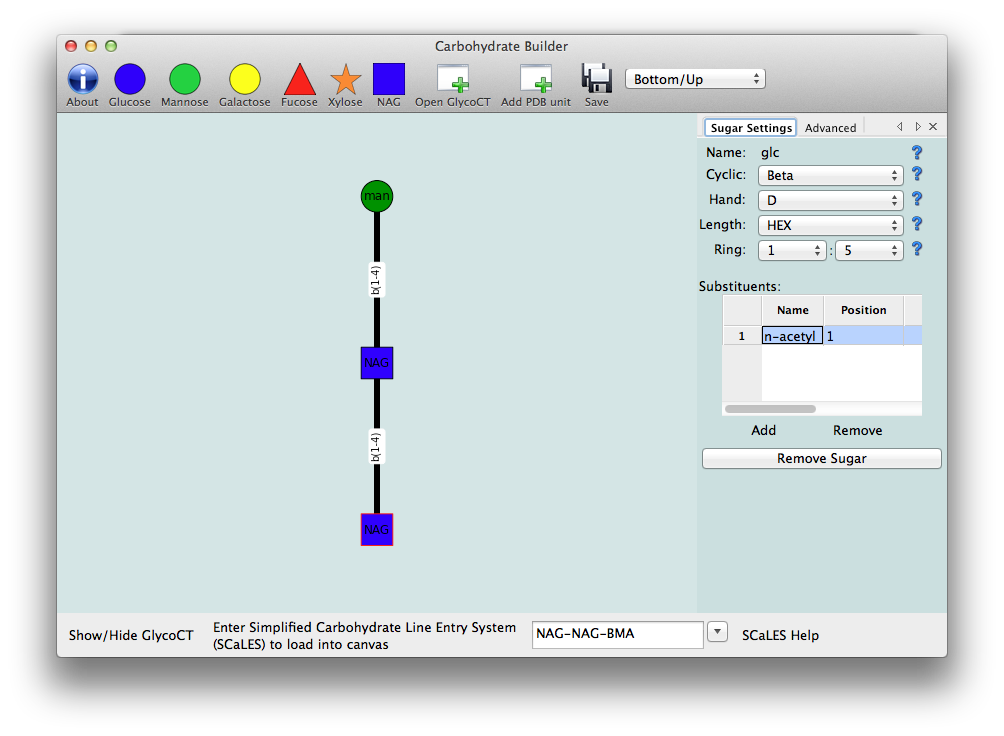 Carbohydrate Builder
About Glucose Mannose Galactose Fucose Xylose NAG Open GlycoCT Add PDB unit Save Bottom/Up
Sugar Settings Advanced
Name: glc ?
Cyclic: Beta ?
Hand: D ?
Length: HEX ?
Ring: 1 : 5 ?
Substituents:
Name Position
1 n-acetyl 1
Add Remove
Remove Sugar
man
b(1-4)
NAG
b(1-4)
NAG
Show/Hide GlycoCT
Enter Simplified Carbohydrate Line Entry System
(SCaLES) to load into canvas
NAG-NAG-BMA
SCaLES Help